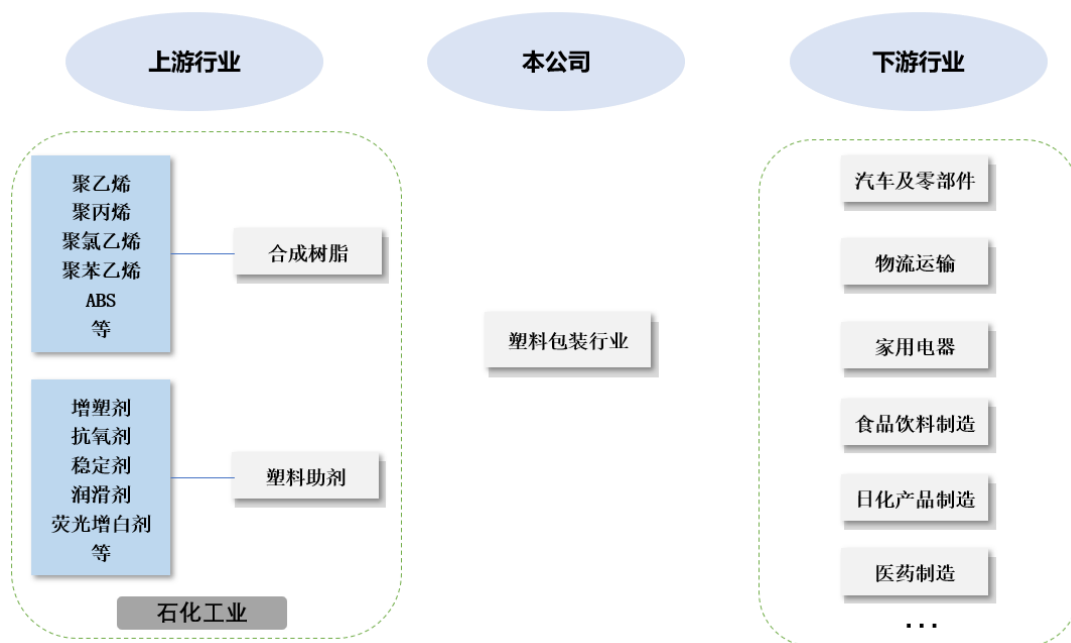 上游行业
本公司
下游行业
聚乙烯
聚丙烯
聚氯乙烯
聚苯乙烯
ABS
等
合成树脂
增塑剂
抗氧剂
稳定剂
润滑剂
荧光增白剂
等
塑料助剂
石化工业
塑料包装行业
汽车及零部件
物流运输
家用电器
食品饮料制造
日化产品制造
医药制造
...